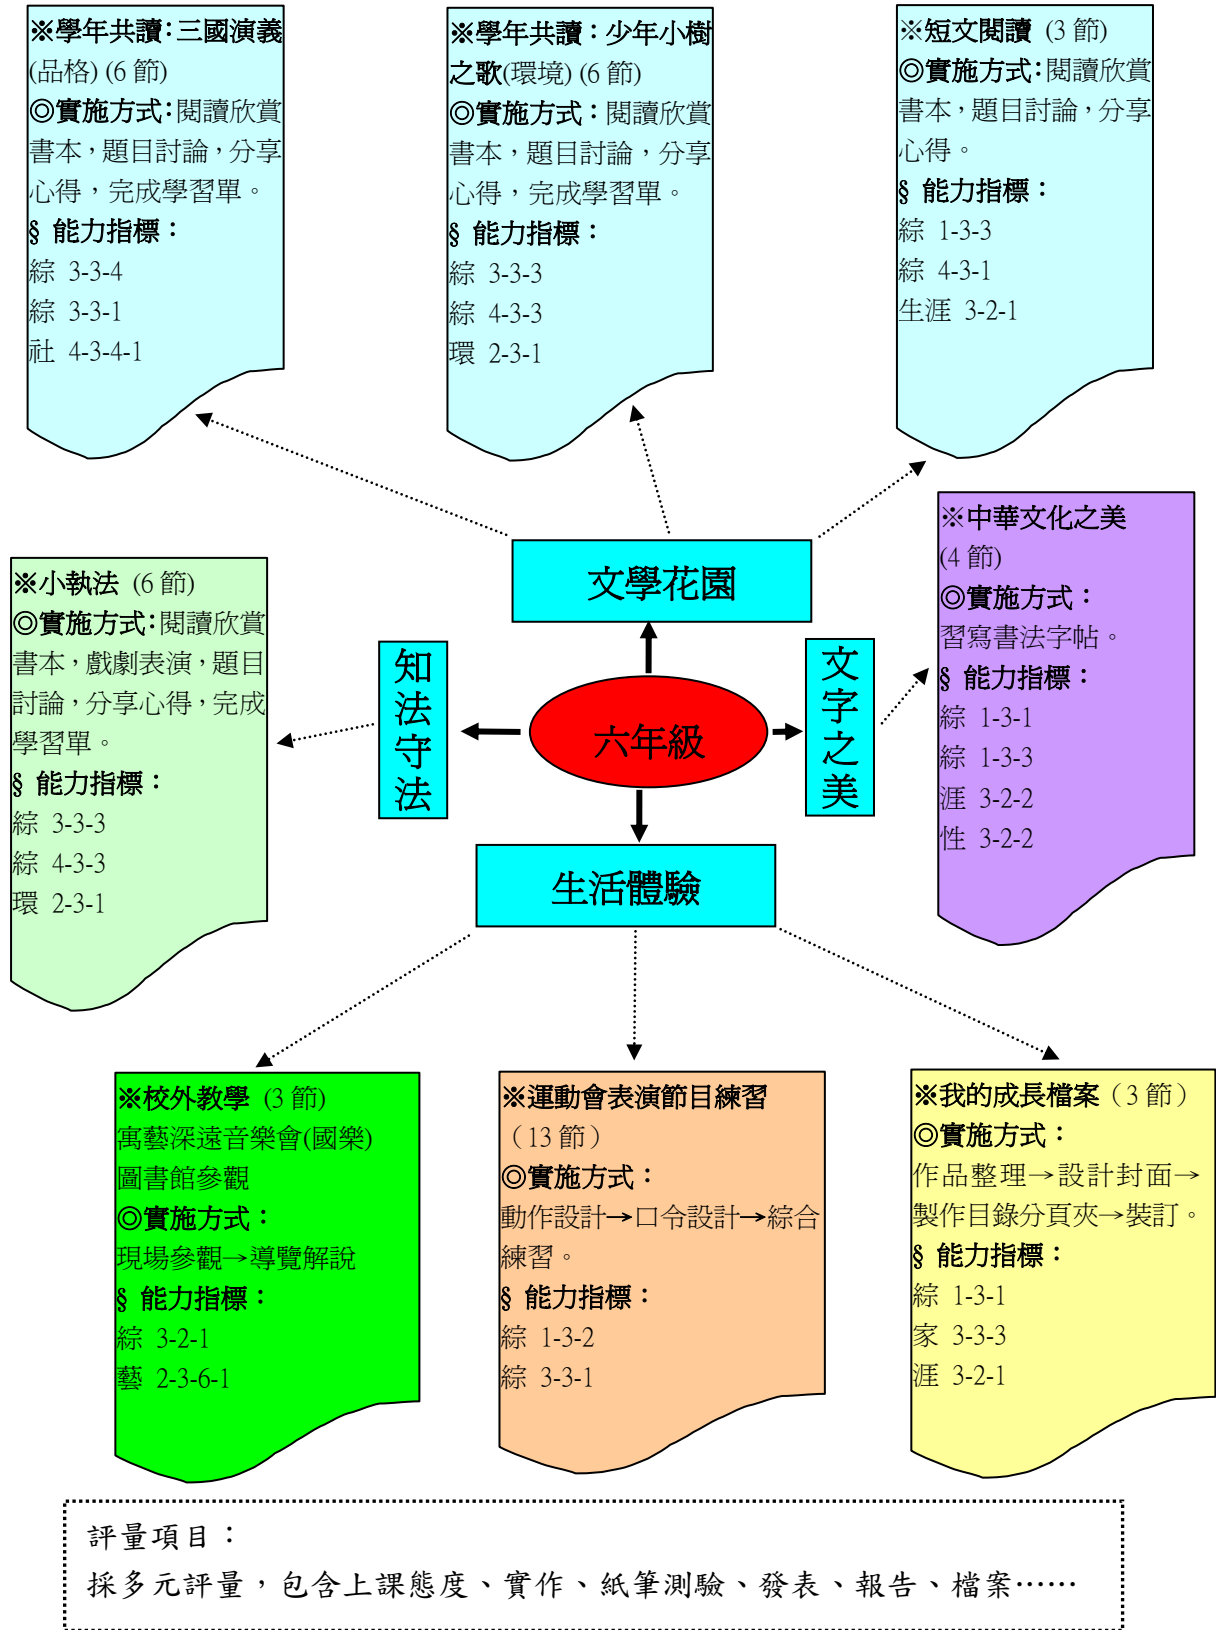 ※學年共讀：三國演義
(品格) (6 節)
◎實施方式：閱讀欣賞
書本，題目討論，分享
心得，完成學習單。
§ 能力指標：
綜 3-3-4
綜 3-3-1
社 4-3-4-1
※學年共讀：少年小樹
之歌(環境) (6 節)
◎實施方式：閱讀欣賞
書本，題目討論，分享
心得，完成學習單。
§ 能力指標：
綜 3-3-3
綜 4-3-3
環 2-3-1
※短文閱讀 (3 節)
◎實施方式：閱讀欣賞
書本，題目討論，分享
心得。
§ 能力指標：
綜 1-3-3
綜 4-3-1
生涯 3-2-1
文學花園
※小執法 (6 節)
◎實施方式：閱讀欣賞
書本，戲劇表演，題目
討論，分享心得，完成
學習單。
§ 能力指標：
綜 3-3-3
綜 4-3-3
環 2-3-1
知法守法
六年級
文字之美
※中華文化之美
(4 節)
◎實施方式：
習寫書法字帖。
§ 能力指標：
綜 1-3-1
綜 1-3-3
涯 3-2-2
性 3-2-2
生活體驗
※校外教學 (3 節)
寓藝深遠音樂會(國樂)
圖書館參觀
◎實施方式：
現場參觀→導覽解說
§ 能力指標：
綜 3-2-1
藝 2-3-6-1
※運動會表演節目練習
（13 節）
◎實施方式：
動作設計→口令設計→綜合
練習。
§ 能力指標：
綜 1-3-2
綜 3-3-1
※我的成長檔案（3 節）
◎實施方式：
作品整理→設計封面→
製作目錄分頁夾→裝訂。
§ 能力指標：
綜 1-3-1
家 3-3-3
涯 3-2-1
評量項目：
採多元評量，包含上課態度、實作、紙筆測驗、發表、報告、檔案……